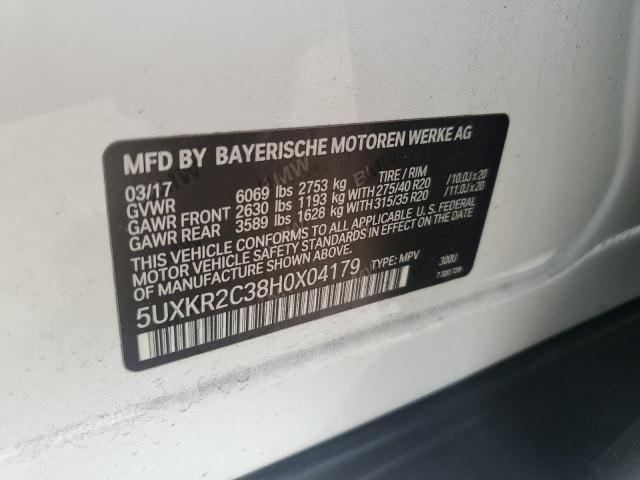 MFD BY BAYERISCHE MOTOREN WERKE AG
03/17 TIRE / RIM
GVWR 6069 lbs 2753 kg
GAWR FRONT 2630 lbs 1193 kg WITH 275/40 R20 /10.0J x 20
GAWR REAR 3589 lbs 1628 kg WITH 315/35 R20 /11.0J x 20
THIS VEHICLE CONFORMS TO ALL APPLICABLE U.S. FEDERAL
MOTOR VEHICLE SAFETY STANDARDS IN EFFECT ON THE DATE
OF MANUFACTURE SHOWN ABOVE.
5UXKR2C38H0X04179 TYPE: MPV 300U
7 320 729